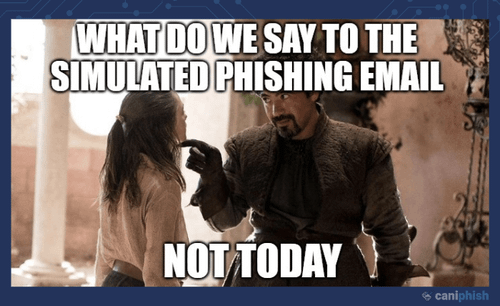 WHAT DO WE SAY TO THE
SIMULATED PHISHING EMAIL
NOT TODAY
caniphish